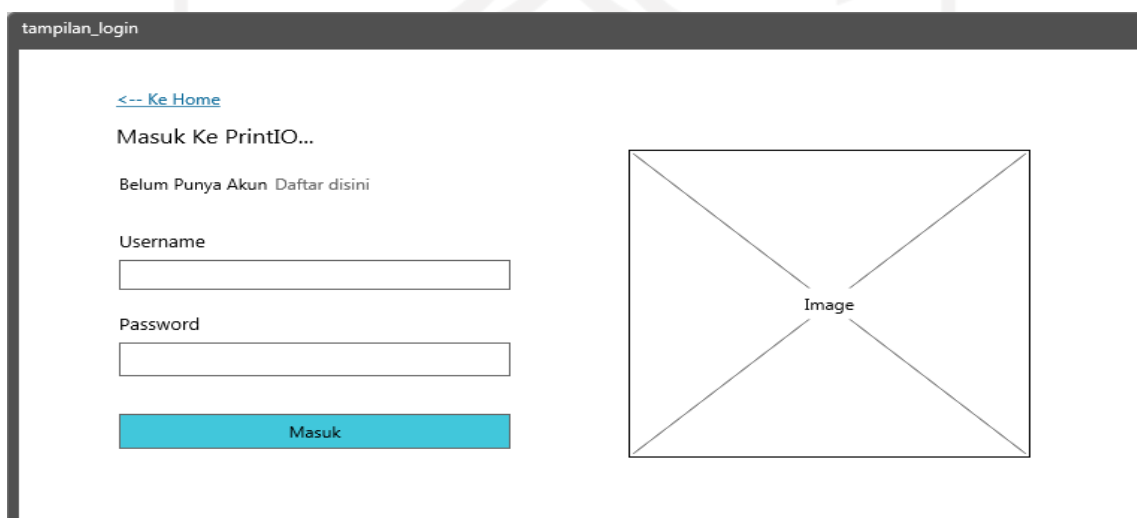 tampilan_login
<-- Ke Home
Masuk Ke PrintIO...
Belum Punya Akun Daftar disini
Username
Password
Masuk
Image